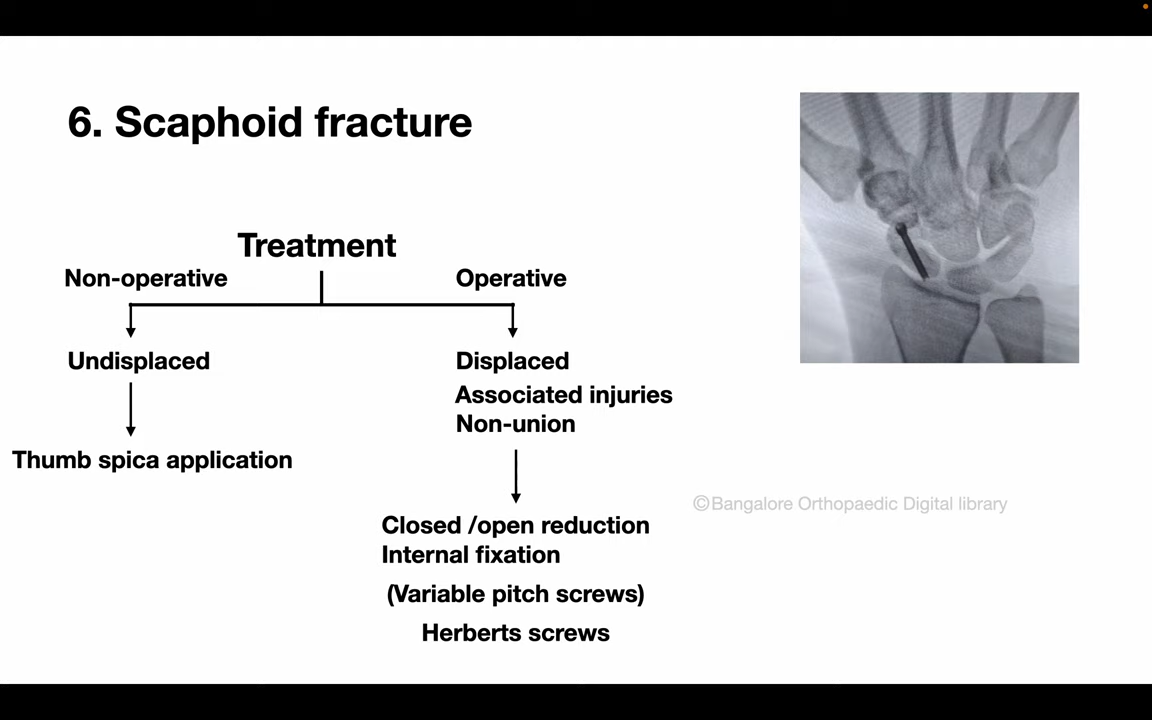 6. Scaphoid fracture
Treatment
Non-operative
Operative
Undisplaced
Displaced
Associated injuries
Non-union
Thumb spica application
©Bangalore Orthopaedic Digital library
Closed /open reduction
Internal fixation
(Variable pitch screws)
Herberts screws